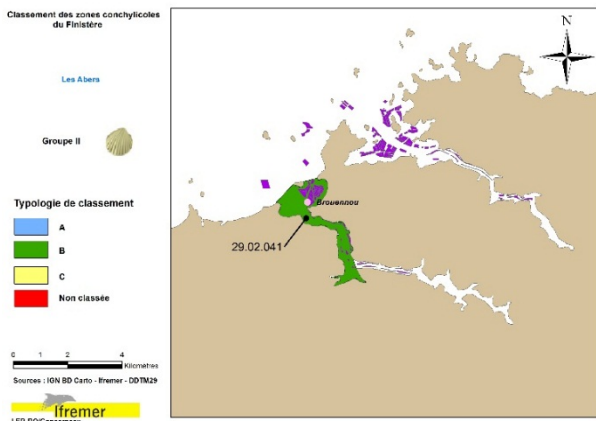 Classement des zones conchylicoles
du Finistère
Les Abers
Groupe II
Typologie de classement
A
B
C
Non classée
0 2 4
Kilomètres
Sources : IGN BD Carto - Ifremer - DDTM29
Ifremer
N
Brouennou
29.02.041